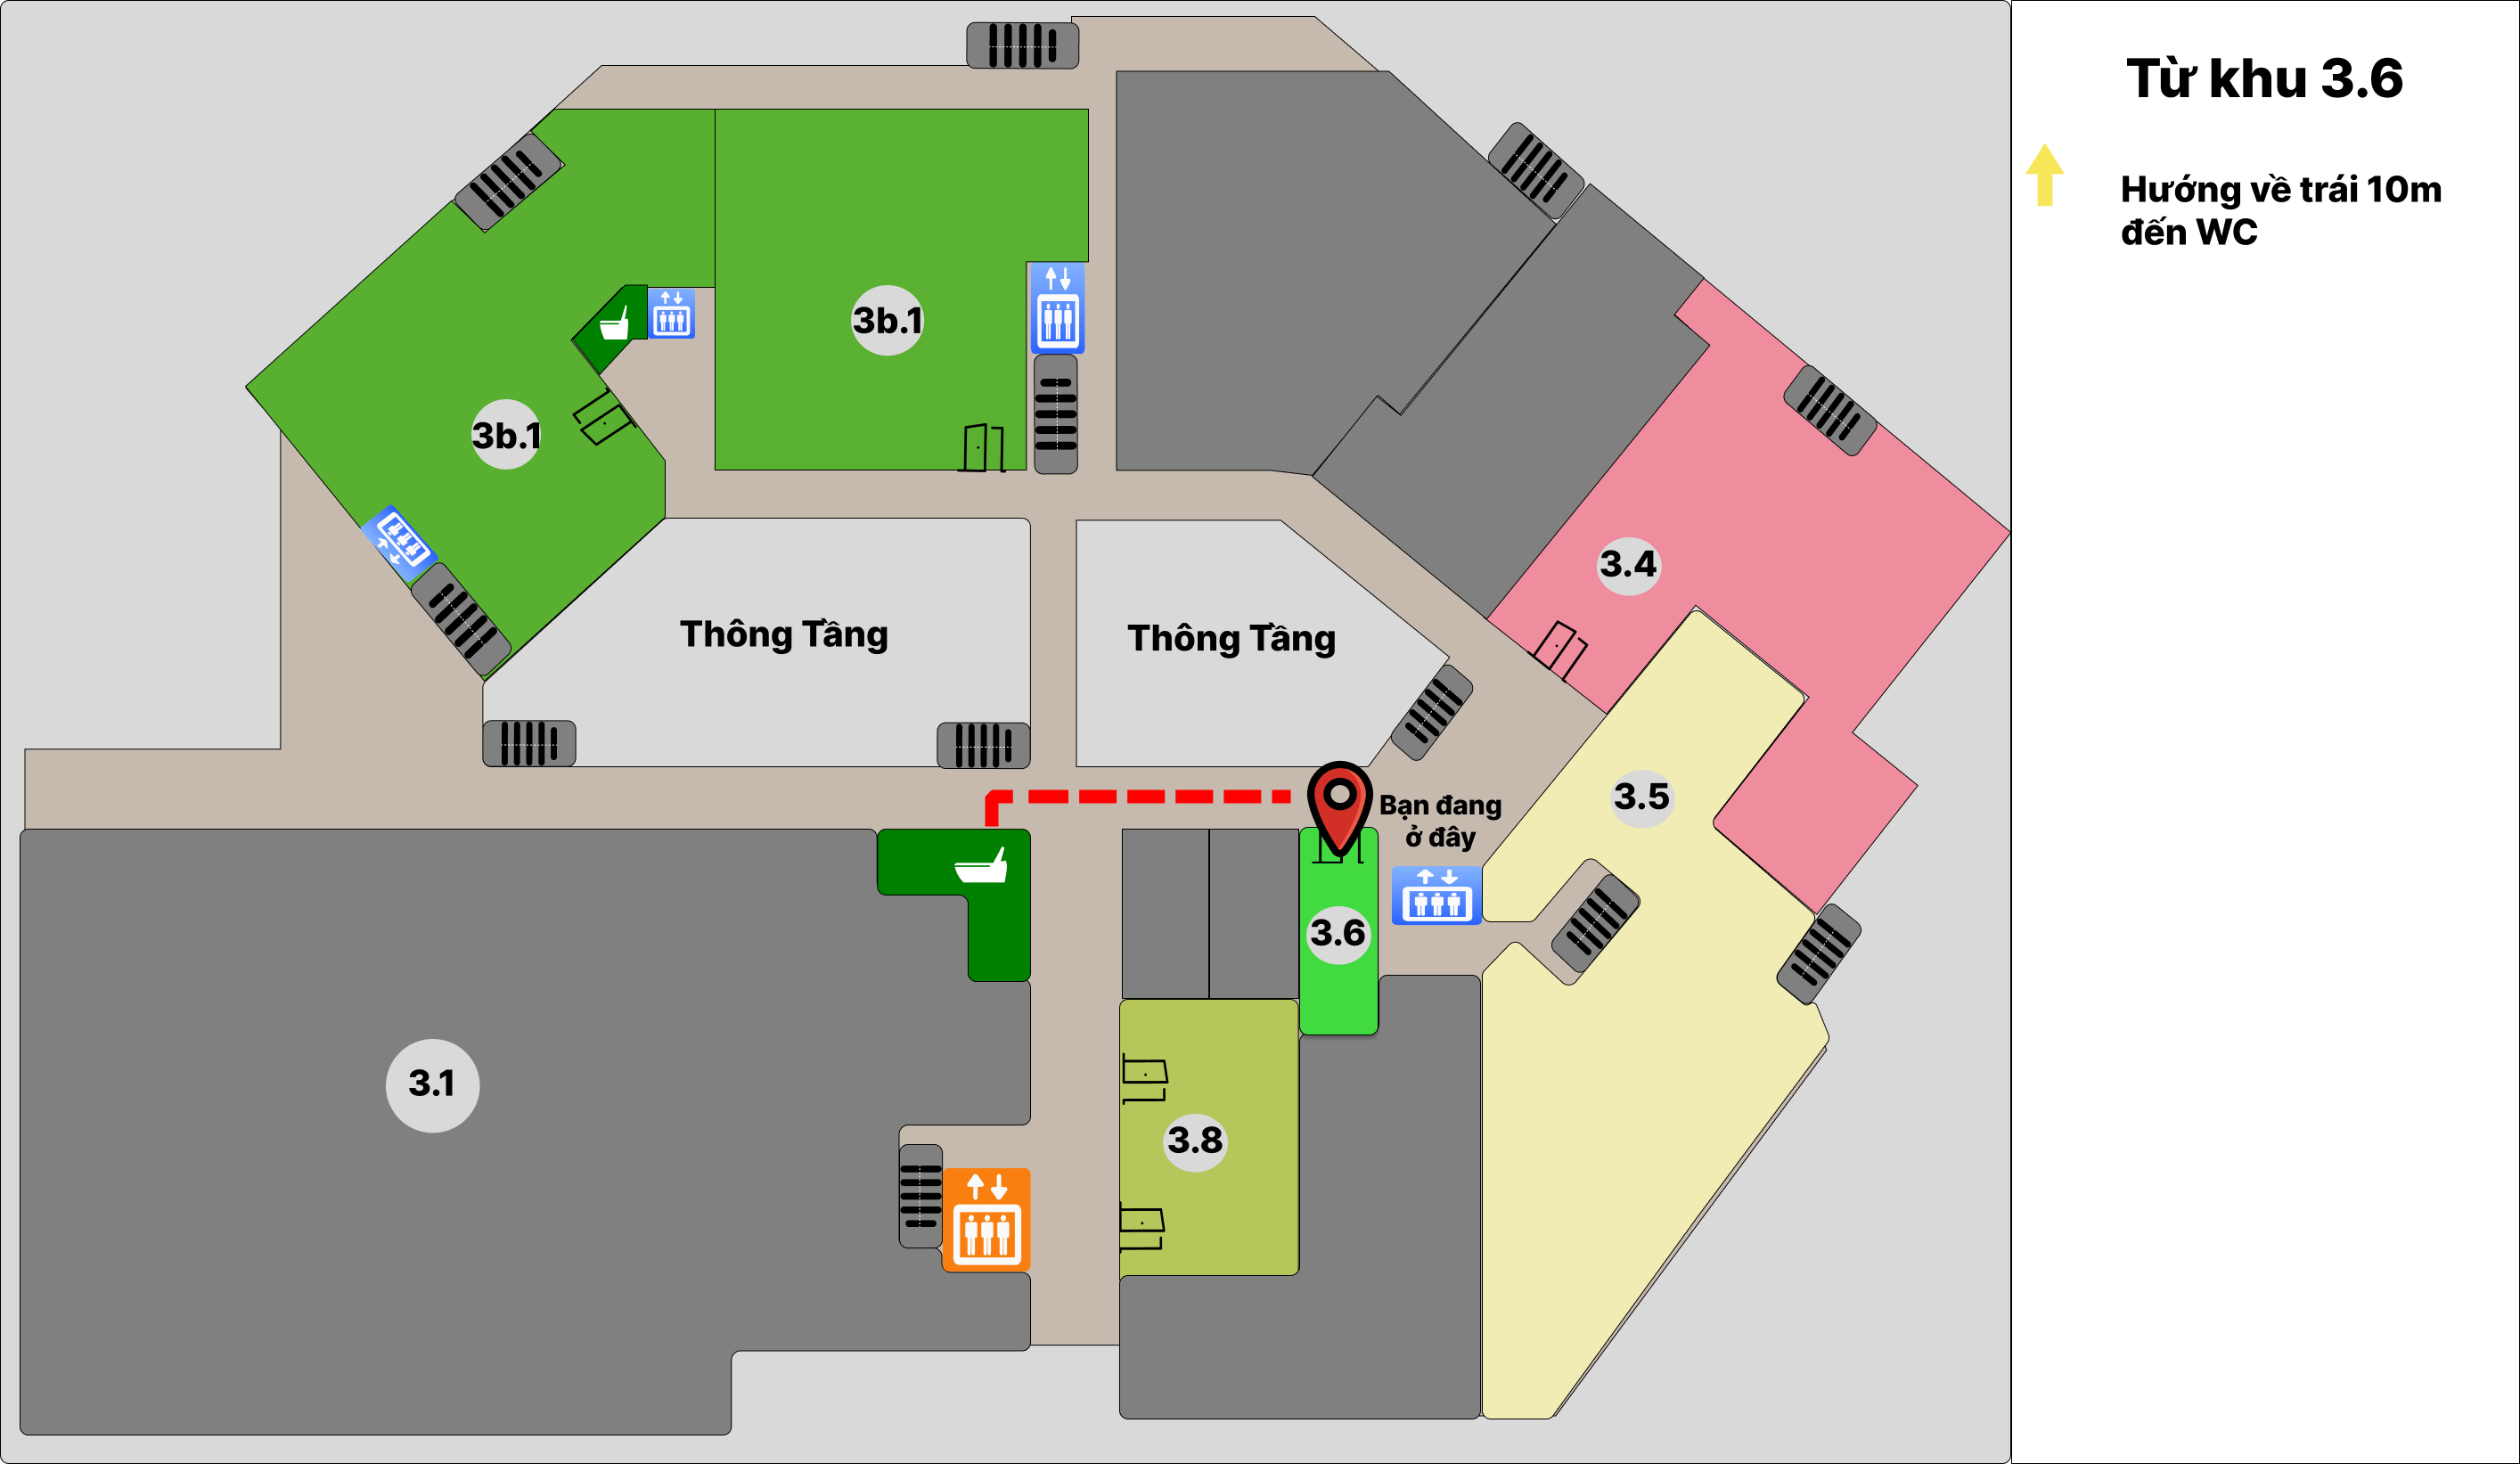 Từ khu 3.6
Hướng về trái 10m
đến WC
3b.1
3b.1
3.4
Thông Tầng
Thông Tầng
3.5
Bạn đang
ở đây
3.6
3.1
3.8